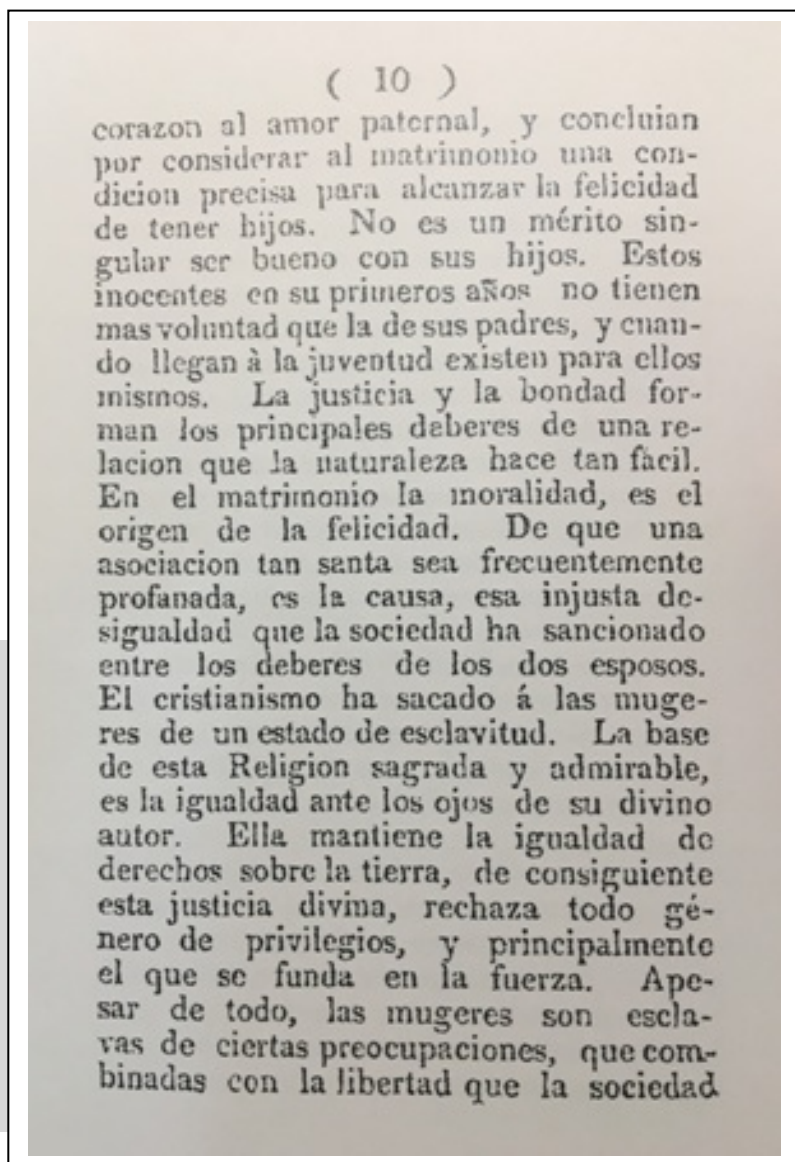 ( 10 )
corazon al amor paternal, y concluian
por considerar al matrimonio una con-
dicion precisa para alcanzar la felicidad
de tener hijos. No es un mérito sin-
gular ser bueno con sus hijos. Estos
inocentes en su primeros años no tienen
mas voluntad que la de sus padres, y cuan-
do llegan à la juventud existen para ellos
mismos. La justicia y la bondad for-
man los principales deberes de una re-
lacion que la naturaleza hace tan fàcil.
En el matrimonio la moralidad, es el
origen de la felicidad. De que una
asociacion tan santa sea frecuentemente
profanada, es la causa, esa injusta de-
sigualdad que la sociedad ha sancionado
entre los deberes de los dos esposos.
El cristianismo ha sacado á las muge-
res de un estado de esclavitud. La base
de esta Religion sagrada y admirable,
es la igualdad ante los ojos de su divino
autor. Ella mantiene la igualdad de
derechos sobre la tierra, de consiguiente
esta justicia divina, rechaza todo gé-
nero de privilegios, y principalmente
el que se funda en la fuerza. Ape-
sar de todo, las mugeres son escla-
vas de ciertas preocupaciones, que com-
binadas con la libertad que la sociedad